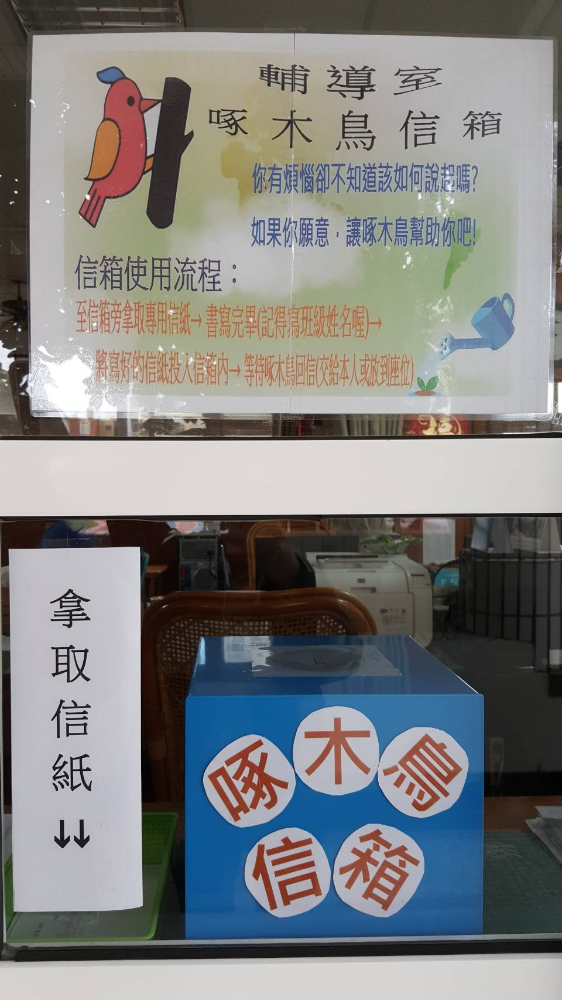 輔導室
啄木鳥信箱
你有煩惱卻不知道該如何說起嗎?
如果你願意，讓啄木鳥幫助你吧!
信箱使用流程：
至信箱旁拿取專用信紙→書寫完畢(記得寫班級姓名喔)→
將寫好的信紙投入信箱內→等待啄木鳥回信(交給本人或放到座位)
拿取信紙↓↓
啄木鳥
信箱